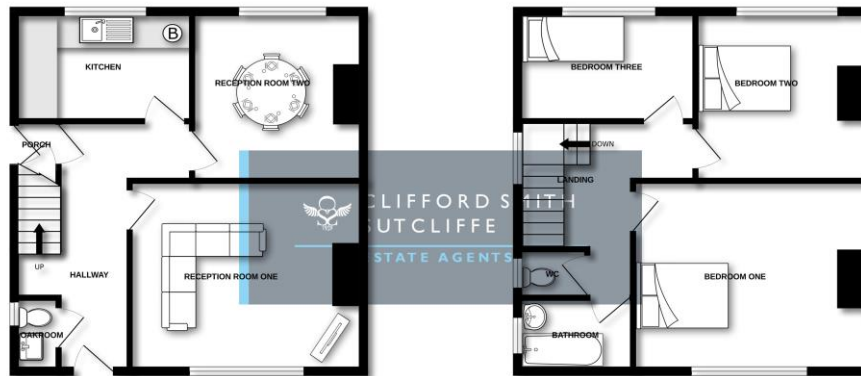 B
KITCHEN
RECEPTION ROOM TWO
PORCH
UP
HALLWAY
RECEPTION ROOM ONE
OAKROOM
BEDROOM THREE
BEDROOM TWO
DOWN
LANDING
WC
BEDROOM ONE
BATHROOM
CLIFFORD SMITH
SUTCLIFFE
ESTATE AGENTS